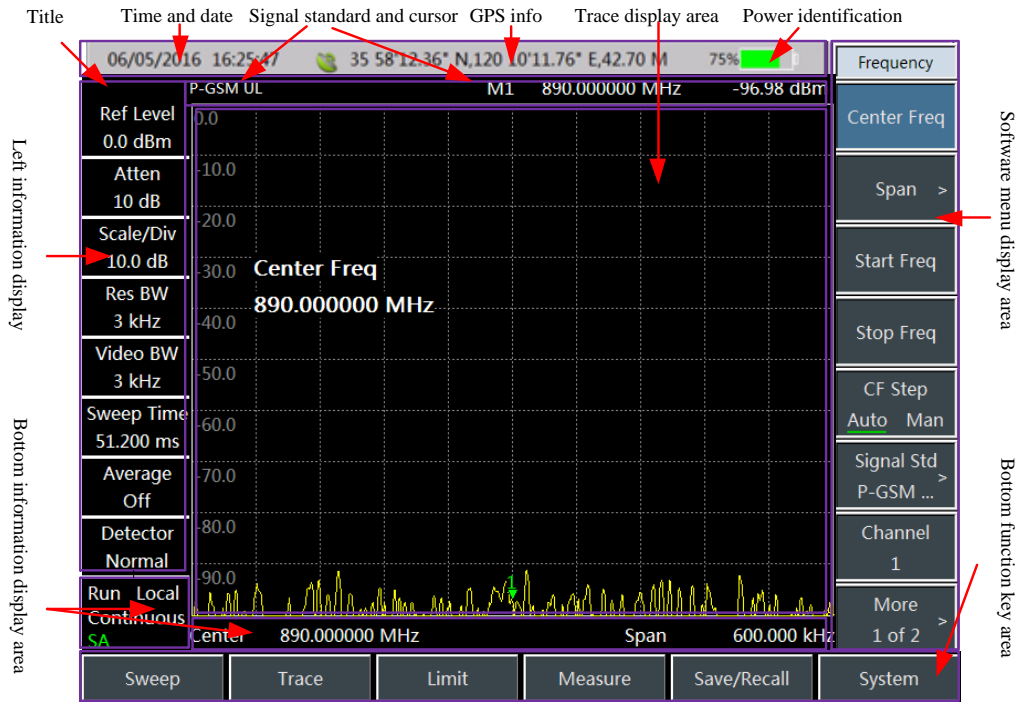 Title
Time and date
Signal standard and cursor
GPS info
Trace display area
Power identification
06/05/2016 16:25:47
35 58'12.36" N,120 10'11.76" E,42.70 M
75%
Frequency
P-GSM UL
M1 890.000000 MHz -96.98 dBm
Left information display
Bottom information display area
Ref Level
0.0 dBm
Atten
10 dB
Scale/Div
10.0 dB
Res BW
3 kHz
Video BW
3 kHz
Sweep Time
51.200 ms
Average
Off
Detector
Normal
Run Local
Continuous
SA
0.0
-10.0
-20.0
-30.0
-40.0
-50.0
-60.0
-70.0
-80.0
-90.0
Center Freq
890.000000 MHz
1
Center 890.000000 MHz
Span 600.000 kHz
Center Freq
Span >
Start Freq
Stop Freq
CF Step
Auto Man
Signal Std >
P-GSM ...
Channel
1
More >
1 of 2
Software menu display area
Bottom function key area
Sweep
Trace
Limit
Measure
Save/Recall
System